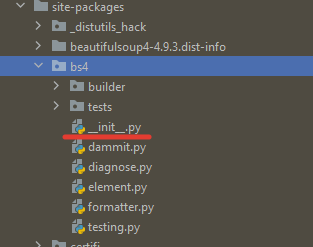 site-packages
_distutils_hack
beautifulsoup4-4.9.3.dist-info
bs4
builder
tests
__init__.py
dammit.py
diagnose.py
element.py
formatter.py
testing.py
certifi